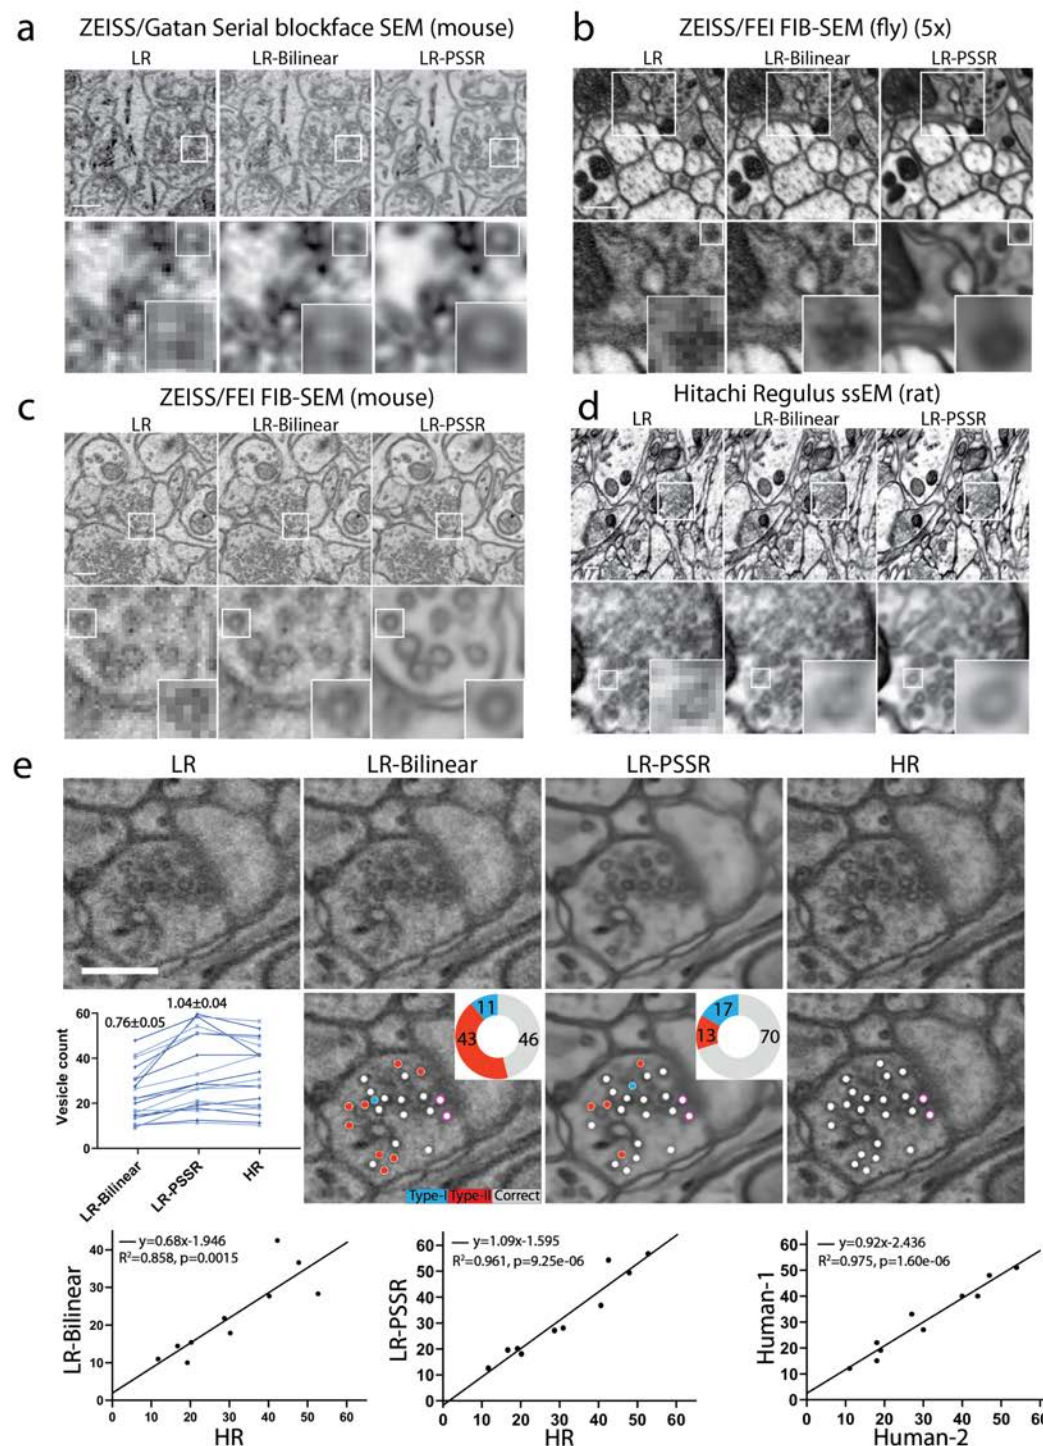 a
ZEISS/Gatan Serial blockface SEM (mouse)
LR LR-Bilinear LR-PSSR
b
ZEISS/FEI FIB-SEM (fly) (5x)
LR LR-Bilinear LR-PSSR
c
ZEISS/FEI FIB-SEM (mouse)
LR LR-Bilinear LR-PSSR
d
Hitachi Regulus ssEM (rat)
LR LR-Bilinear LR-PSSR
e
LR LR-Bilinear LR-PSSR HR
1.04±0.04
0.76±0.05
60
40
20
0
Vesicle count
LR-Bilinear
LR-PSSR
HR
11
43 46
17
13 70
Type-I Type-II Correct
y=0.68x-1.946
R²=0.858, p=0.0015
40
30
20
10
0
LR-Bilinear
0 10 20 30 40 50 60
HR
y=1.09x-1.595
R²=0.961, p=9.25e-06
60
50
40
30
20
10
0
LR-PSSR
0 10 20 30 40 50 60
HR
y=0.92x-2.436
R²=0.975, p=1.60e-06
60
50
40
30
20
10
0
Human-1
0 10 20 30 40 50 60
Human-2